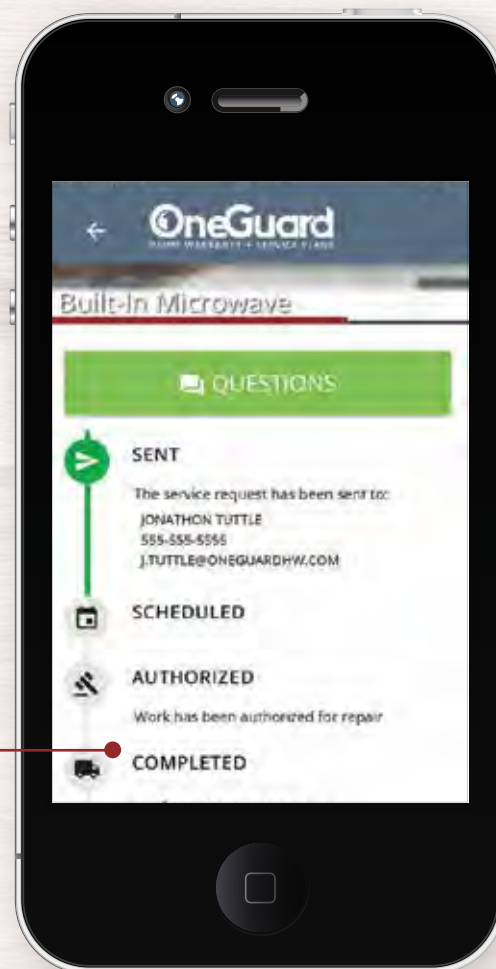 OneGuard
HOME WARRANTY + SERVICE PLANS
Built-In Microwave
QUESTIONS
SENT
The service request has been sent to:
JONATHON TUTTLE
555-555-5555
J.TUTTLE@ONEGUARDHW.COM
SCHEDULED
AUTHORIZED
Work has been authorized for repair
COMPLETED